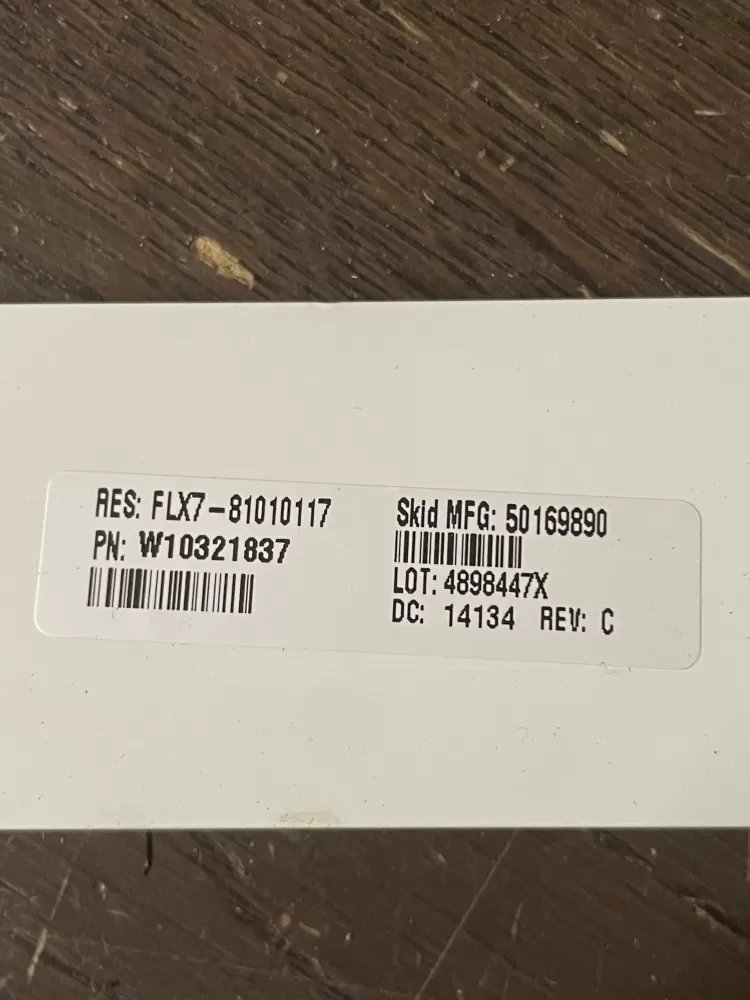 RES: FLX7-81010117
PN: W10321837
Skid MFG: 50169890
LOT: 4898447X
DC: 14134 REV: C